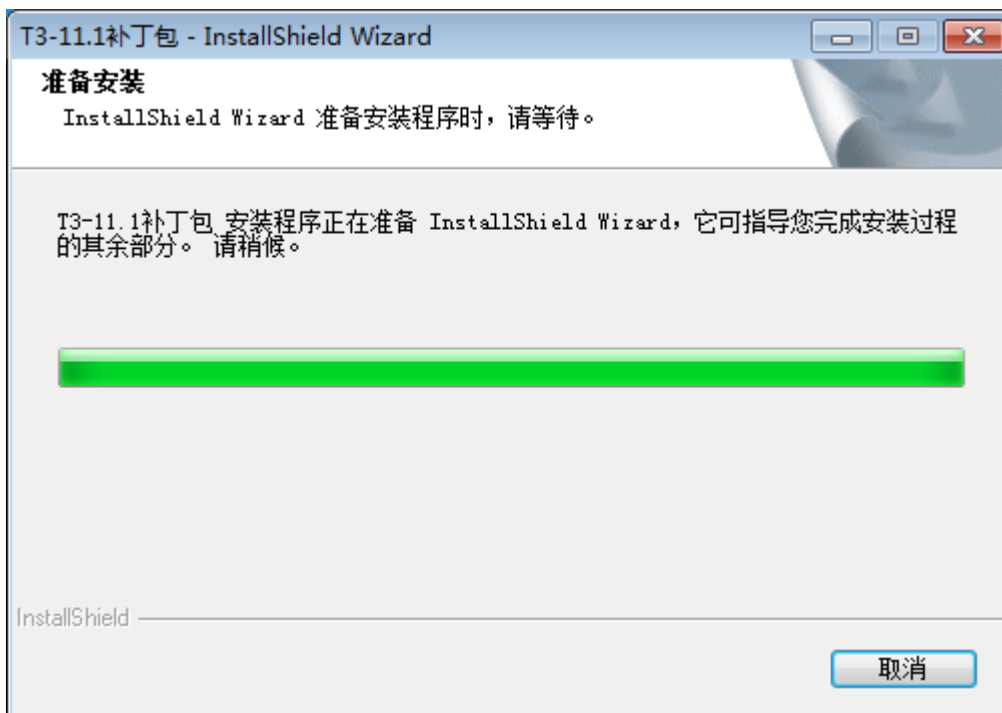 T3-11.1补丁包 - InstallShield Wizard
准备安装
InstallShield Wizard 准备安装程序时，请等待。
T3-11.1补丁包 安装程序正在准备 InstallShield Wizard，它可指导您完成安装过程
的其余部分。 请稍候。
InstallShield
取消